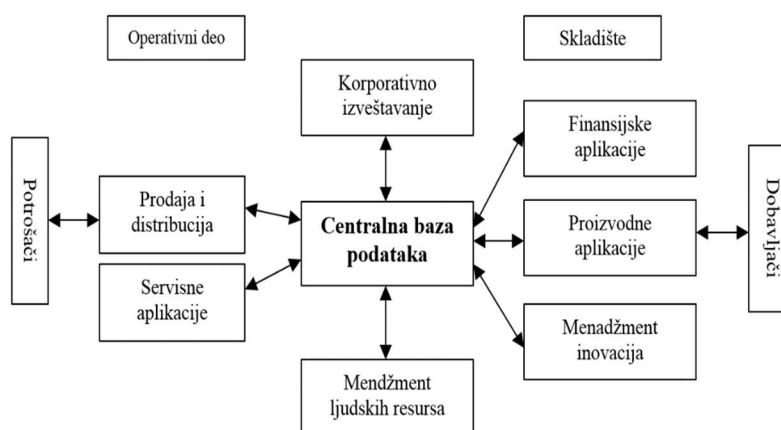 Operativni deo
Skladište
Korporativno
izveštavanje
Finansijske
aplikacije
Potrošači
Prodaja i
distribucija
Centralna baza
podataka
Proizvodne
aplikacije
Dobavljači
Servisne
aplikacije
Menadžment
inovacija
Mendžment
ljudskih resursa